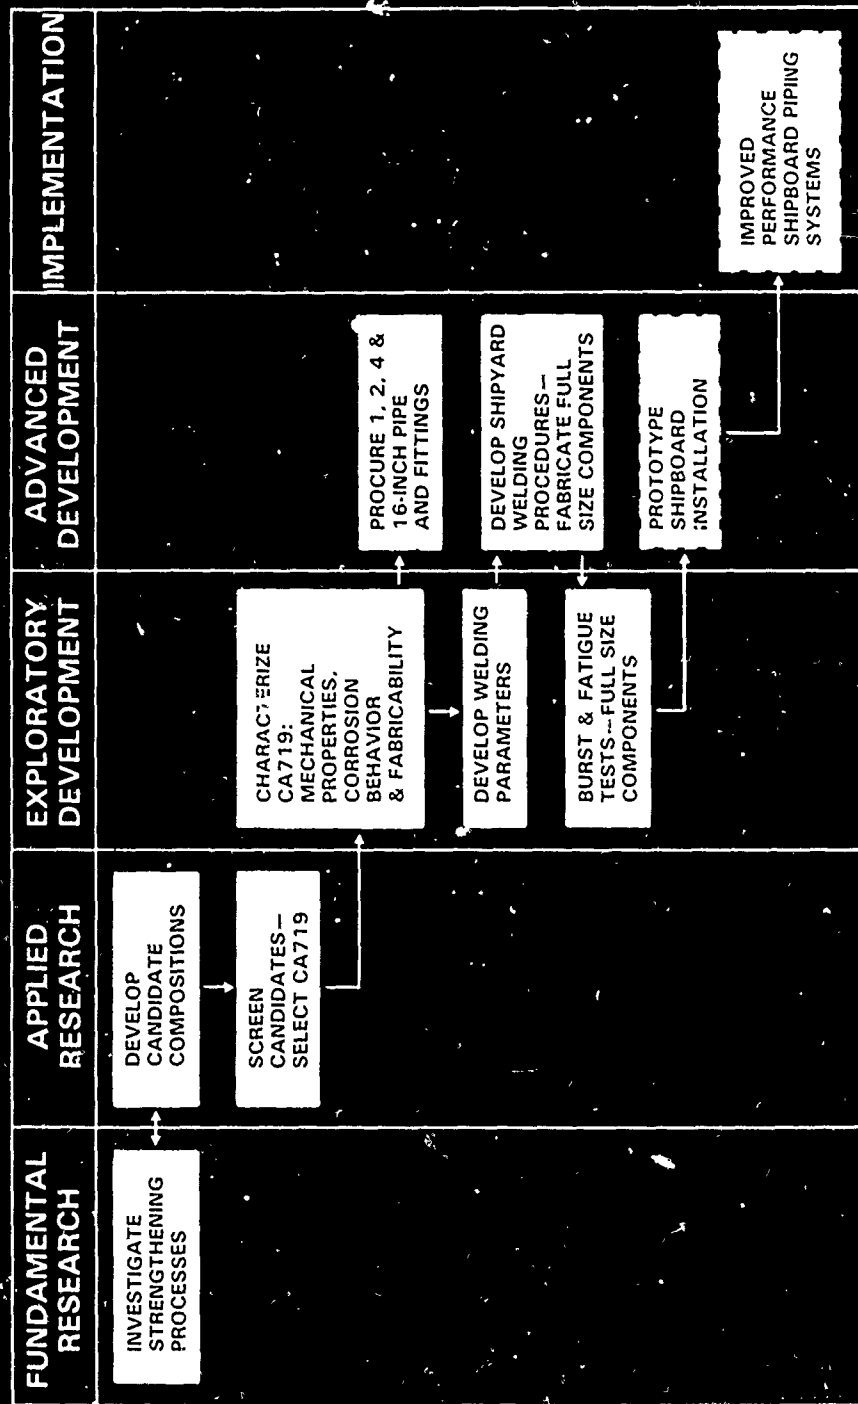 FUNDAMENTAL
RESEARCH
APPLIED
RESEARCH
EXPLORATORY
DEVELOPMENT
ADVANCED
DEVELOPMENT
IMPLEMENTATION
INVESTIGATE
STRENGTHENING
PROCESSES
DEVELOP
CANDIDATE
COMPOSITIONS
SCREEN
CANDIDATES—
SELECT CA719
CHARACTERIZE
CA719:
MECHANICAL
PROPERTIES,
CORROSION
BEHAVIOR
& FABRICABILITY
PROCURE 1, 2, 4 &
16-INCH PIPE
AND FITTINGS
DEVELOP WELDING
PARAMETERS
DEVELOP SHIPYARD
WELDING
PROCEDURES—
FABRICATE FULL
SIZE COMPONENTS
BURST & FATIGUE
TESTS—FULL SIZE
COMPONENTS
PROTOTYPE
SHIPBOARD
INSTALLATION
IMPROVED
PERFORMANCE
SHIPBOARD PIPING
SYSTEMS